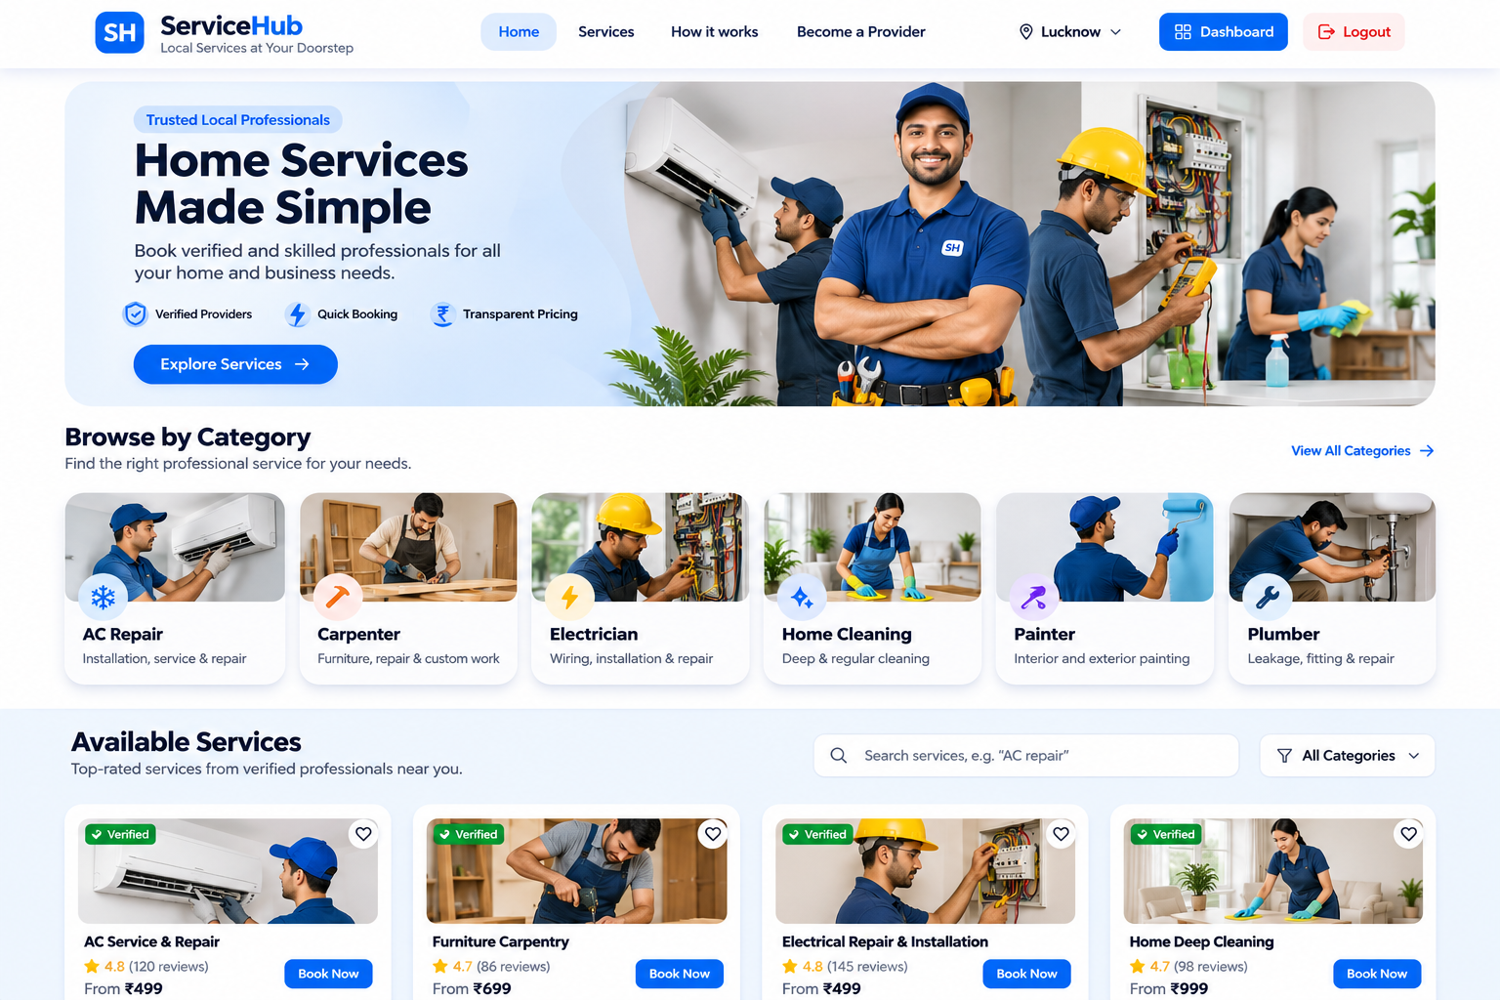 SH
ServiceHub
Local Services at Your Doorstep
Home
Services
How it works
Become a Provider
Lucknow
Dashboard
Logout
Trusted Local Professionals
Home Services
Made Simple
Book verified and skilled professionals for all
your home and business needs.
Verified Providers
Quick Booking
₹
Transparent Pricing
Explore Services
SH
Browse by Category
Find the right professional service for your needs.
View All Categories
AC Repair
Installation, service & repair
Carpenter
Furniture, repair & custom work
Electrician
Wiring, installation & repair
Home Cleaning
Deep & regular cleaning
Painter
Interior and exterior painting
Plumber
Leakage, fitting & repair
Available Services
Top-rated services from verified professionals near you.
Search services, e.g. “AC repair”
All Categories
Verified
AC Service & Repair
4.8 (120 reviews)
From ₹499
Book Now
Verified
Furniture Carpentry
4.7 (86 reviews)
From ₹699
Book Now
Verified
Electrical Repair & Installation
4.8 (145 reviews)
From ₹499
Book Now
Verified
Home Deep Cleaning
4.7 (98 reviews)
From ₹999
Book Now